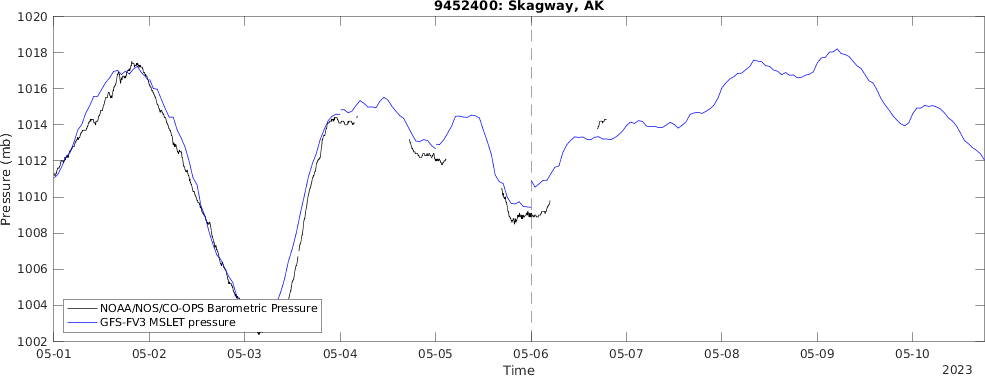 9452400: Skagway, AK
Pressure (mb)
1020
1018
1016
1014
1012
1010
1008
1006
1004
1002
NOAA/NOS/CO-OPS Barometric Pressure
GFS-FV3 MSLET pressure
05-01 05-02 05-03 05-04 05-05 05-06 05-07 05-08 05-09 05-10
Time
2023